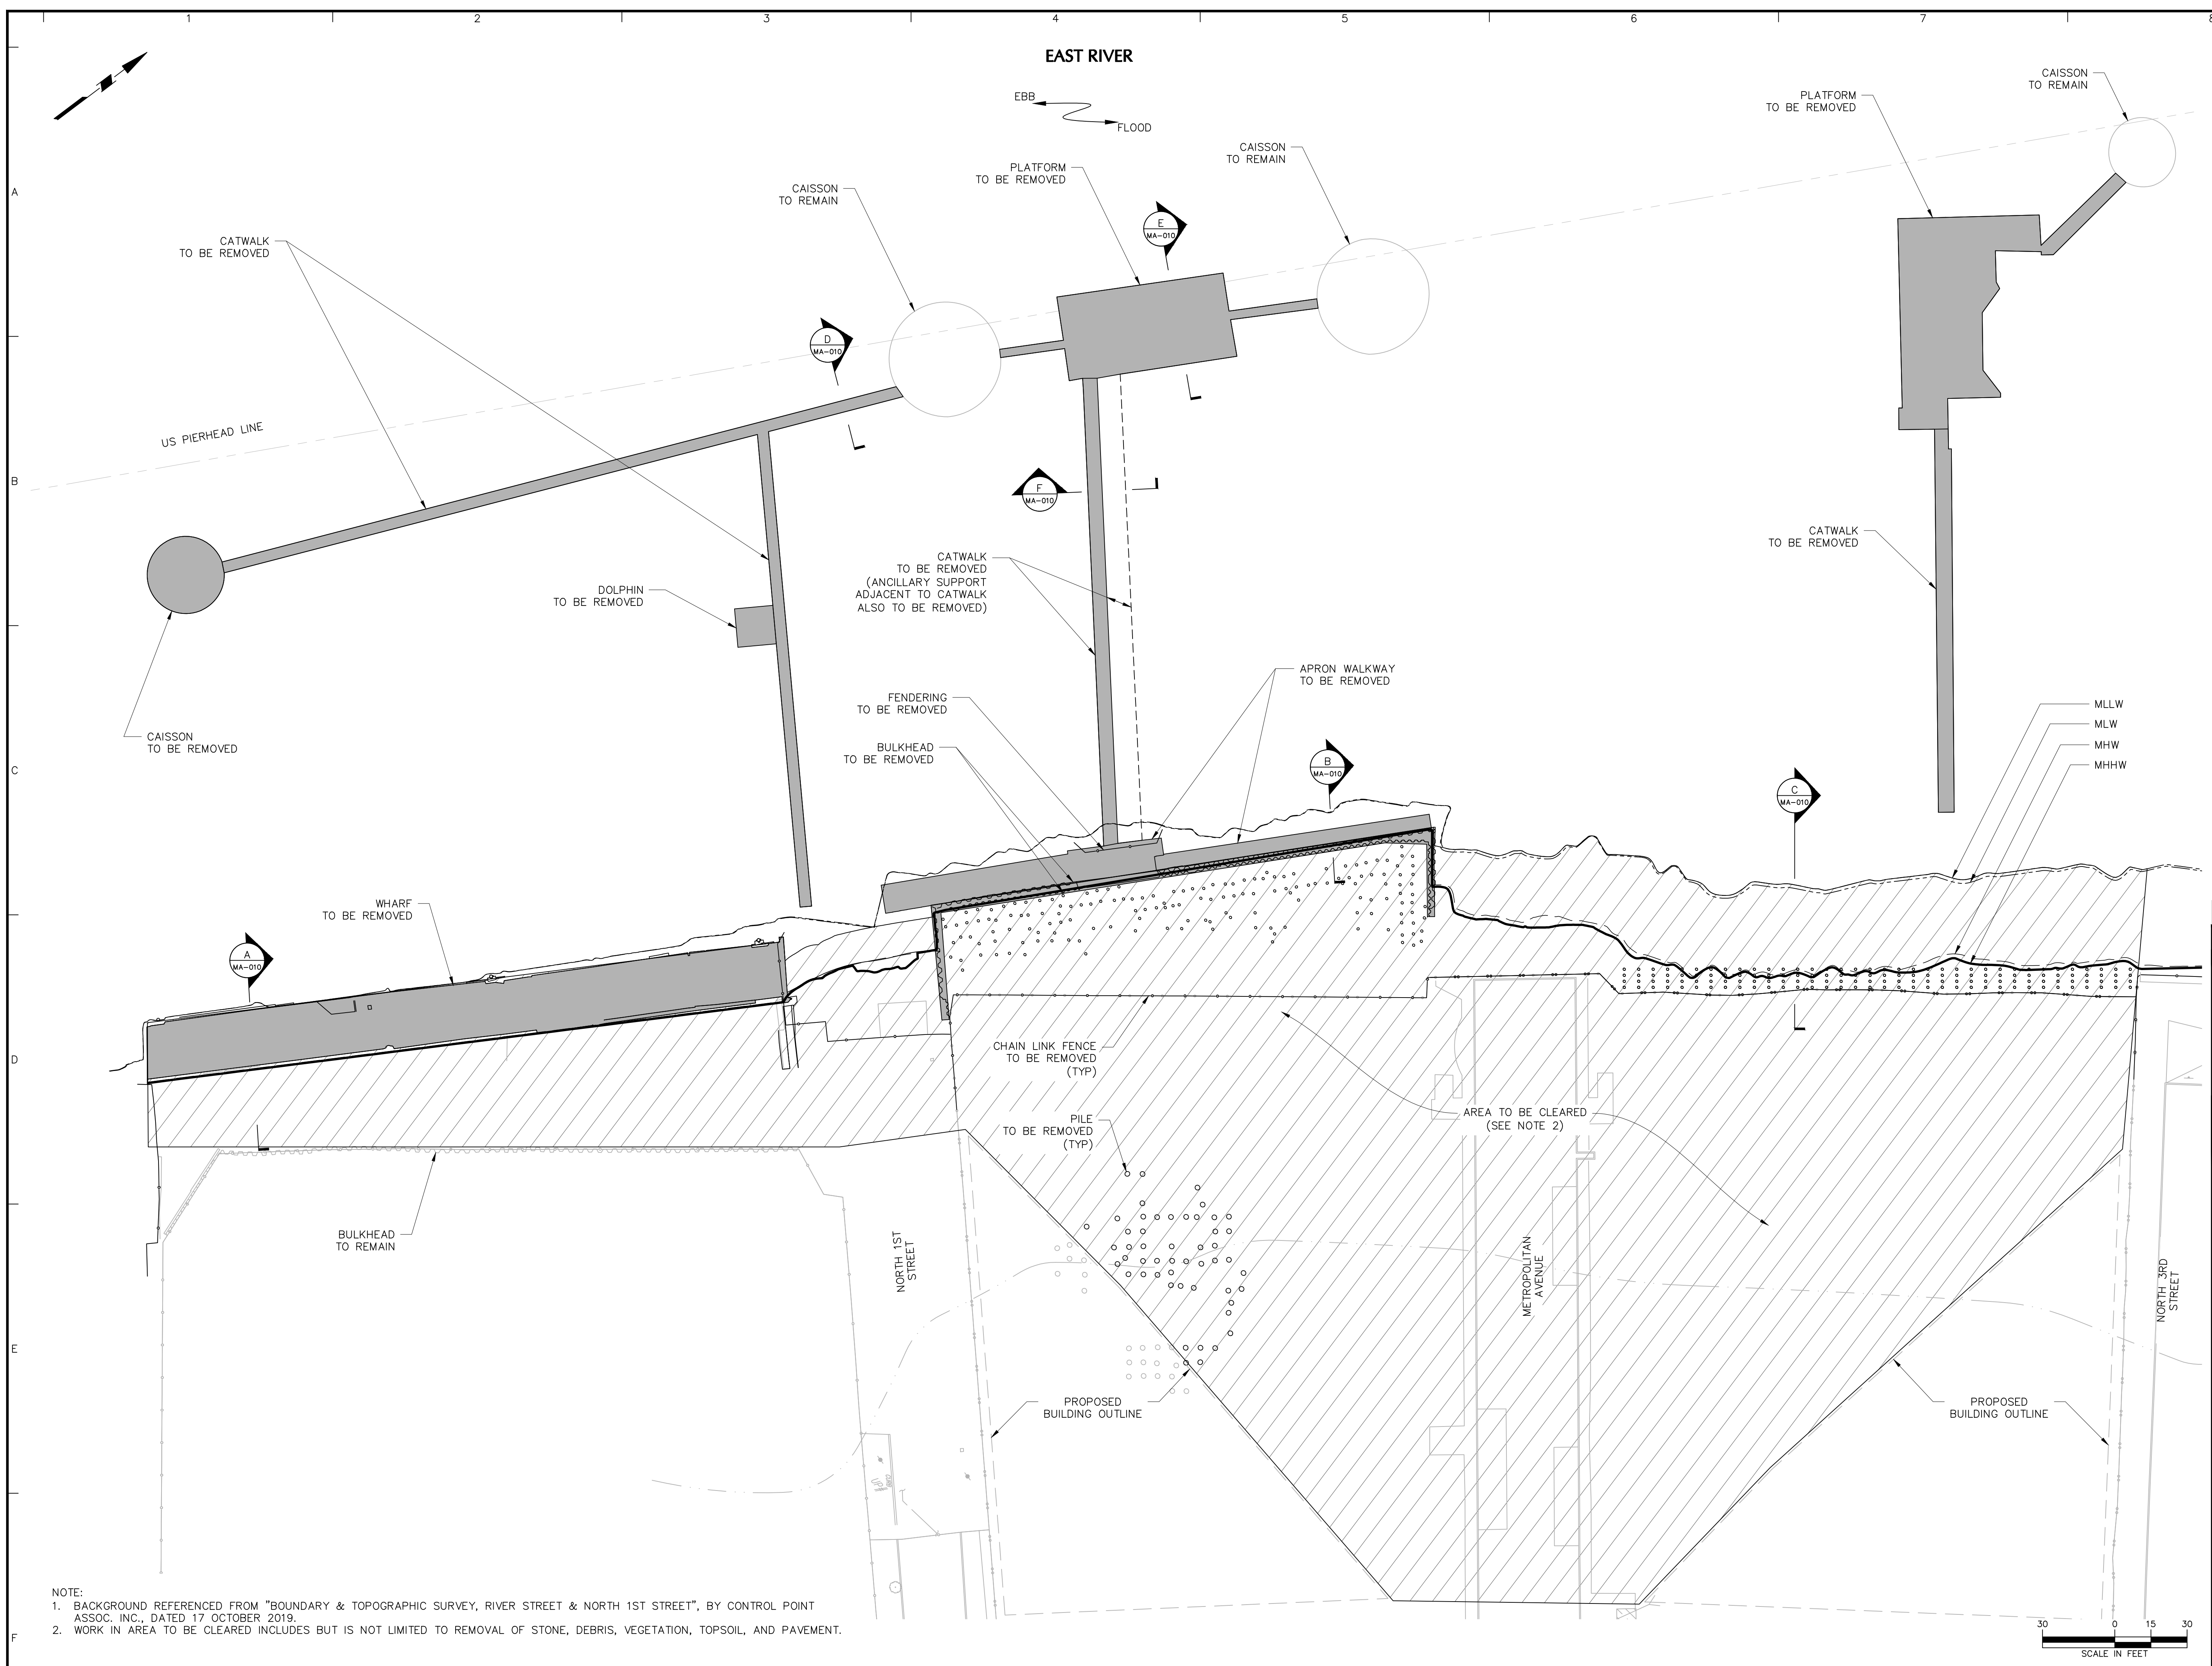 1 2 3 4 5 6 7 8
EAST RIVER
EBB
FLOOD
CAISSON
TO REMAIN
PLATFORM
TO BE REMOVED
CAISSON
TO REMAIN
PLATFORM
TO BE REMOVED
CAISSON
TO REMAIN
A
E
MA-010
CATWALK
TO BE REMOVED
D
MA-010
US PIERHEAD LINE
B
F
MA-010
CATWALK
TO BE REMOVED
CATWALK
TO BE REMOVED
(ANCILLARY SUPPORT
ADJACENT TO CATWALK
ALSO TO BE REMOVED)
DOLPHIN
TO BE REMOVED
APRON WALKWAY
TO BE REMOVED
FENDERING
TO BE REMOVED
MLLW
MLW
MHW
MHHW
CAISSON
TO BE REMOVED
BULKHEAD
TO BE REMOVED
C
B
MA-010
C
MA-010
WHARF
TO BE REMOVED
A
MA-010
D
CHAIN LINK FENCE
TO BE REMOVED
(TYP)
PILE
TO BE REMOVED
(TYP)
AREA TO BE CLEARED
(SEE NOTE 2)
BULKHEAD
TO REMAIN
NORTH 1ST
STREET
METROPOLITAN
AVENUE
NORTH 3RD
STREET
E
PROPOSED
BUILDING OUTLINE
PROPOSED
BUILDING OUTLINE
NOTE:
1. BACKGROUND REFERENCED FROM "BOUNDARY & TOPOGRAPHIC SURVEY, RIVER STREET & NORTH 1ST STREET", BY CONTROL POINT
ASSOC. INC., DATED 17 OCTOBER 2019.
2. WORK IN AREA TO BE CLEARED INCLUDES BUT IS NOT LIMITED TO REMOVAL OF STONE, DEBRIS, VEGETATION, TOPSOIL, AND PAVEMENT.
F
30 0 15 30
SCALE IN FEET